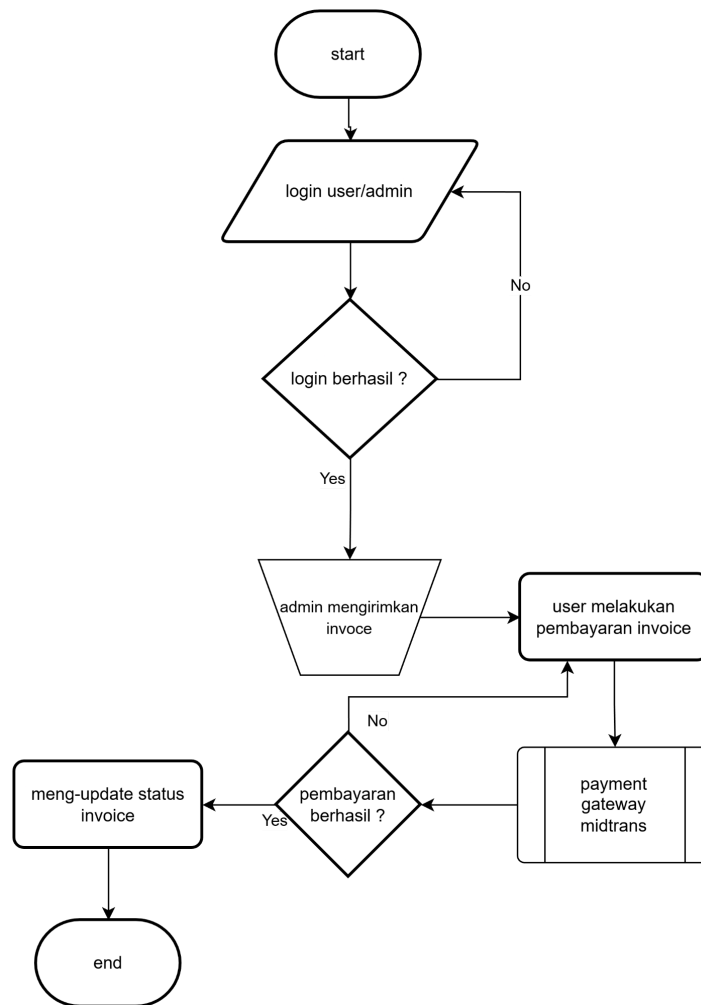 start
login user/admin
No
login berhasil ?
Yes
admin mengirimkan
invoce
user melakukan
pembayaran invoice
No
payment
gateway
midtrans
pembayaran
berhasil ?
Yes
meng-update status
invoice
end